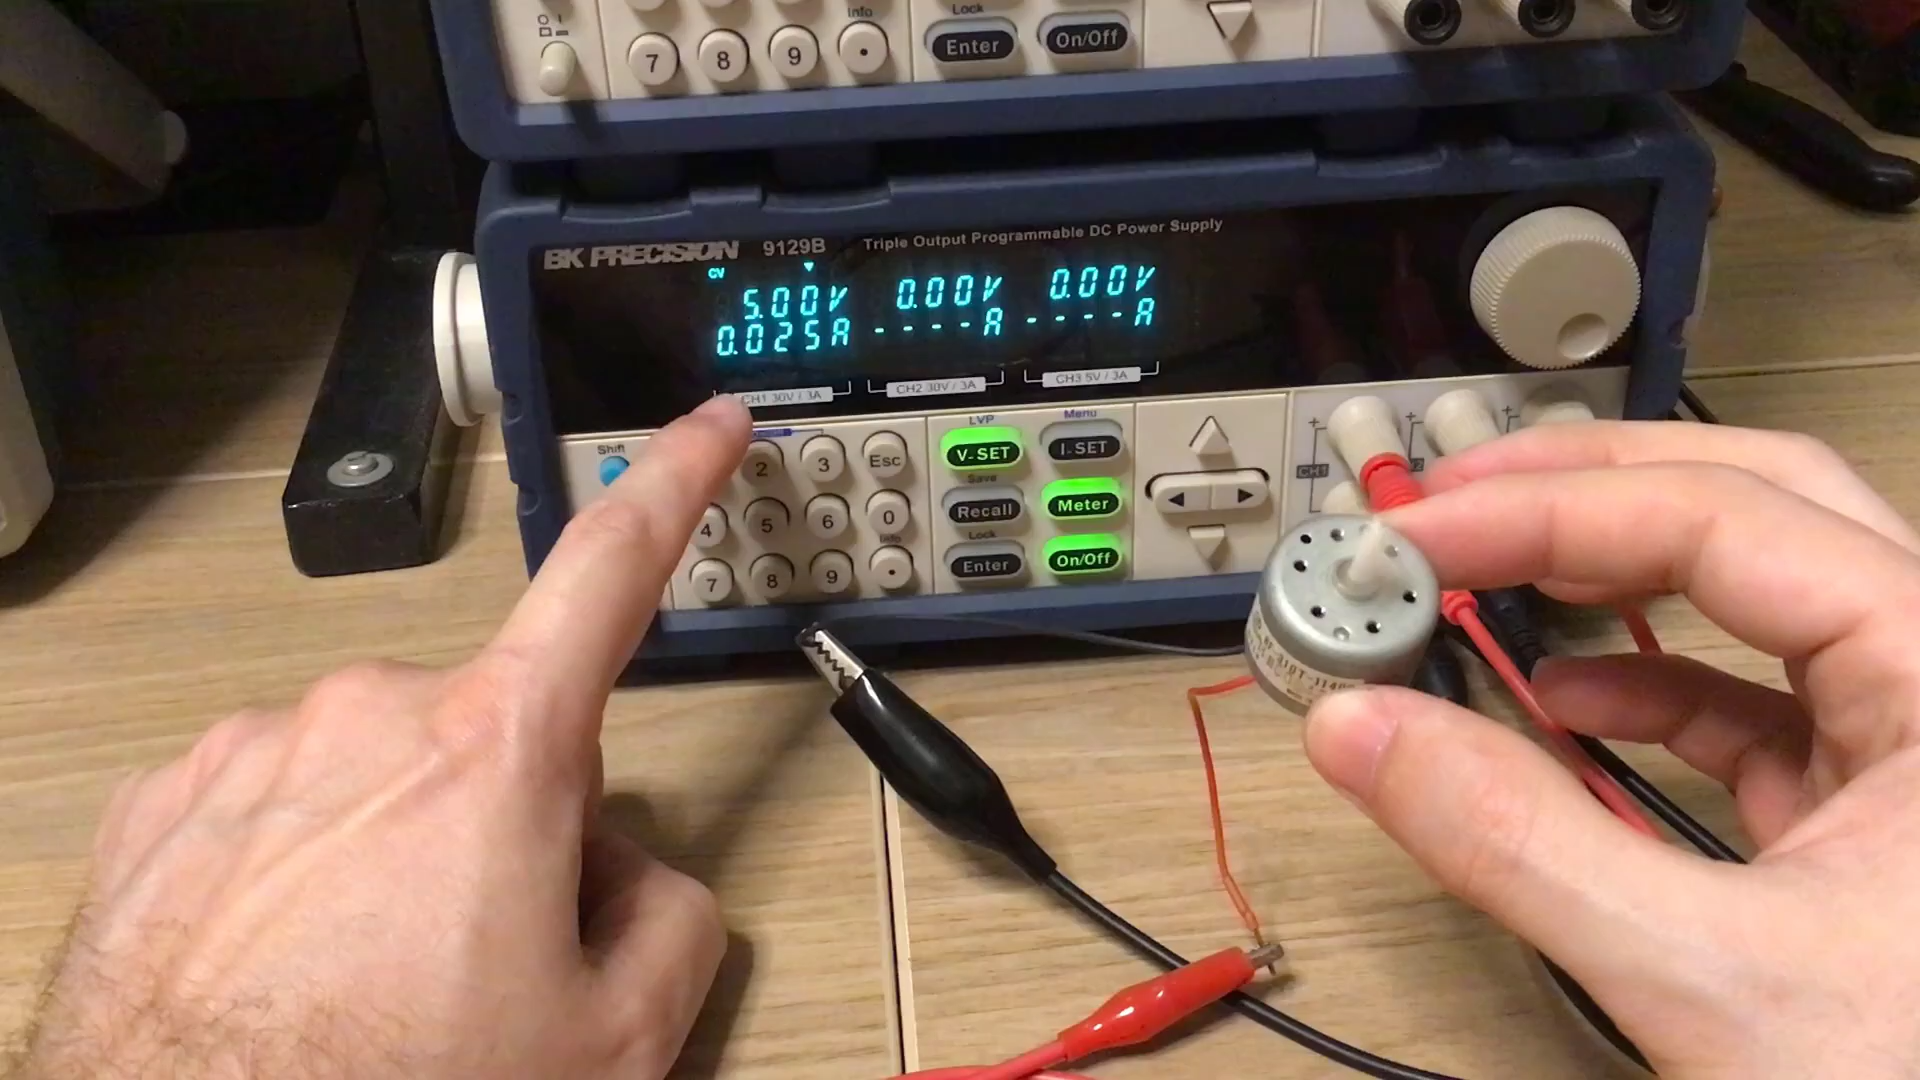 Info
Lock
7 8 9 •
Enter
On/Off
BK PRECISION 9129B Triple Output Programmable DC Power Supply
CV
5.00V 0.00V 0.00V
0.025A ----A ----A
CH1 30V / 3A CH2 30V / 3A CH3 5V / 3A
Shift
2 3 Esc
4 5 6 0
Info
7 8 9 •
LVP Menu
V-SET I-SET
Save
Recall Meter
Lock
Enter On/Off
+ + +
CH1